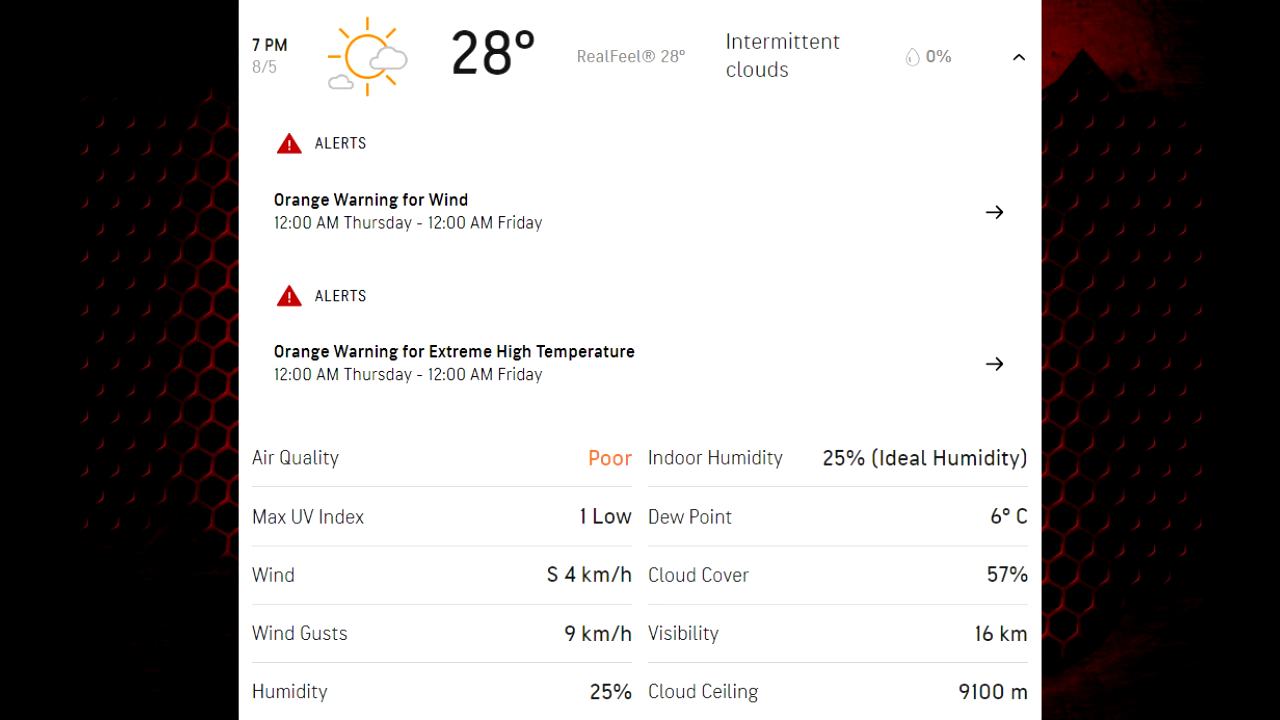 7 PM
8/5
28°
RealFeel® 28°
Intermittent
clouds
0%
ALERTS
Orange Warning for Wind
12:00 AM Thursday - 12:00 AM Friday
ALERTS
Orange Warning for Extreme High Temperature
12:00 AM Thursday - 12:00 AM Friday
Air Quality Poor
Indoor Humidity 25% (Ideal Humidity)
Max UV Index 1 Low
Dew Point 6° C
Wind S 4 km/h
Cloud Cover 57%
Wind Gusts 9 km/h
Visibility 16 km
Humidity 25%
Cloud Ceiling 9100 m